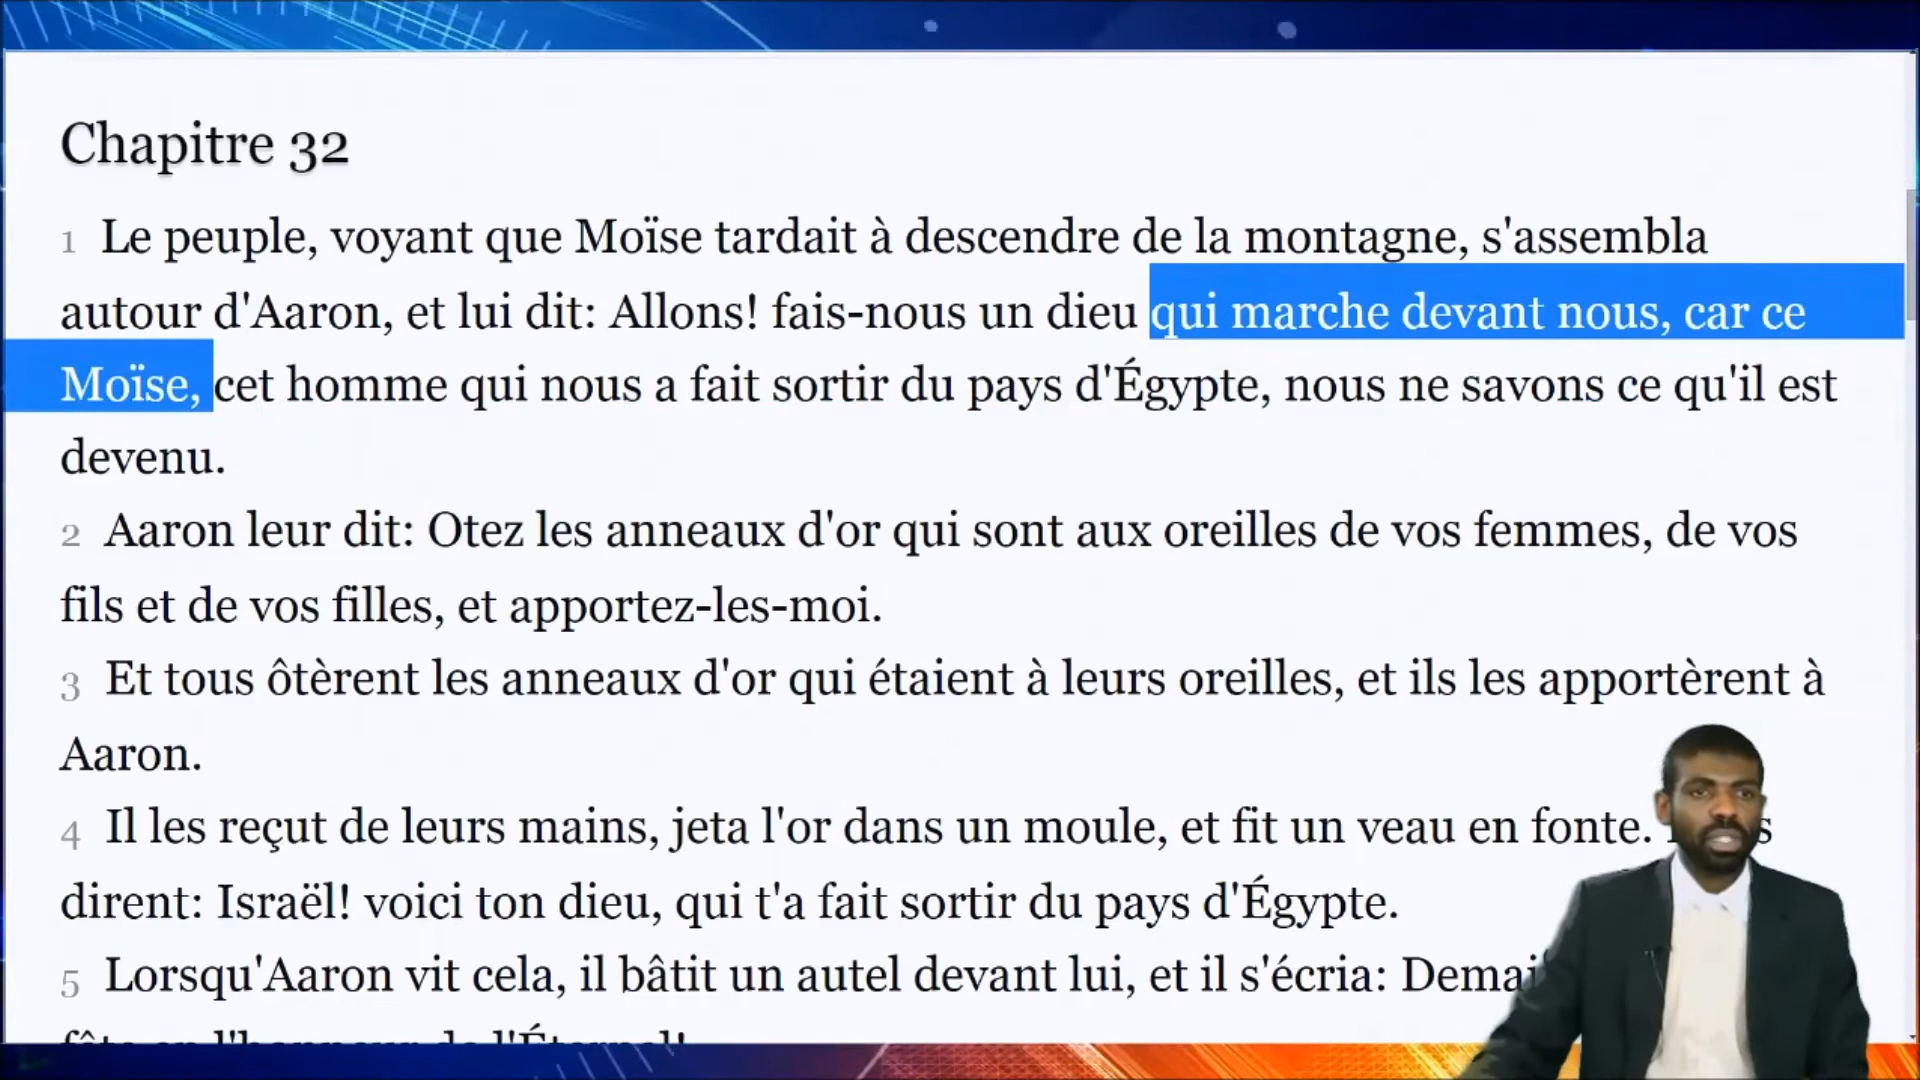 Chapitre 32
1 Le peuple, voyant que Moïse tardait à descendre de la montagne, s'assembla
autour d'Aaron, et lui dit: Allons! fais-nous un dieu qui marche devant nous, car ce
Moïse, cet homme qui nous a fait sortir du pays d'Égypte, nous ne savons ce qu'il est
devenu.
2 Aaron leur dit: Otez les anneaux d'or qui sont aux oreilles de vos femmes, de vos
fils et de vos filles, et apportez-les-moi.
3 Et tous ôtèrent les anneaux d'or qui étaient à leurs oreilles, et ils les apportèrent à
Aaron.
4 Il les reçut de leurs mains, jeta l'or dans un moule, et fit un veau en fonte.
dirent: Israël! voici ton dieu, qui t'a fait sortir du pays d'Égypte.
5 Lorsqu'Aaron vit cela, il bâtit un autel devant lui, et il s'écria: Demai
fête en l'honneur de l'Éternel!